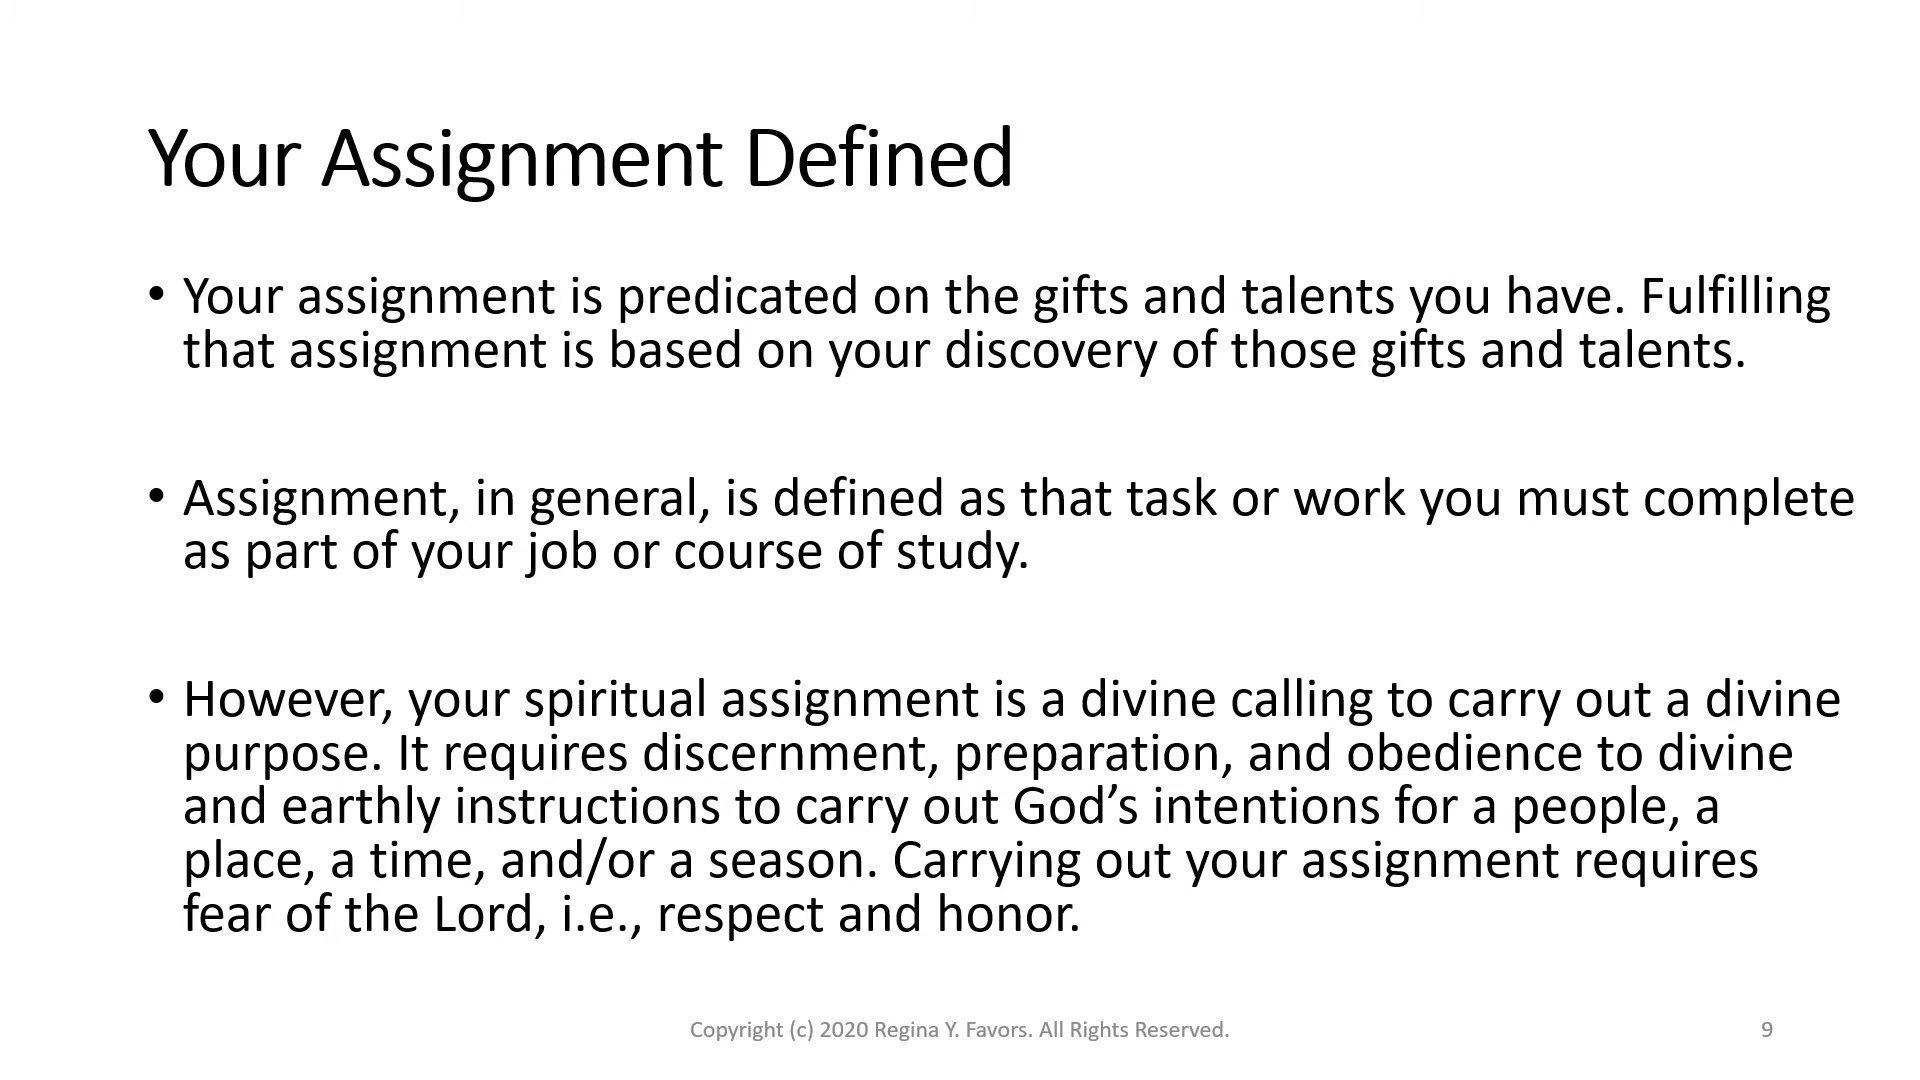 Your Assignment Defined
• Your assignment is predicated on the gifts and talents you have. Fulfilling
that assignment is based on your discovery of those gifts and talents.
• Assignment, in general, is defined as that task or work you must complete
as part of your job or course of study.
• However, your spiritual assignment is a divine calling to carry out a divine
purpose. It requires discernment, preparation, and obedience to divine
and earthly instructions to carry out God’s intentions for a people, a
place, a time, and/or a season. Carrying out your assignment requires
fear of the Lord, i.e., respect and honor.
Copyright (c) 2020 Regina Y. Favors. All Rights Reserved.
9